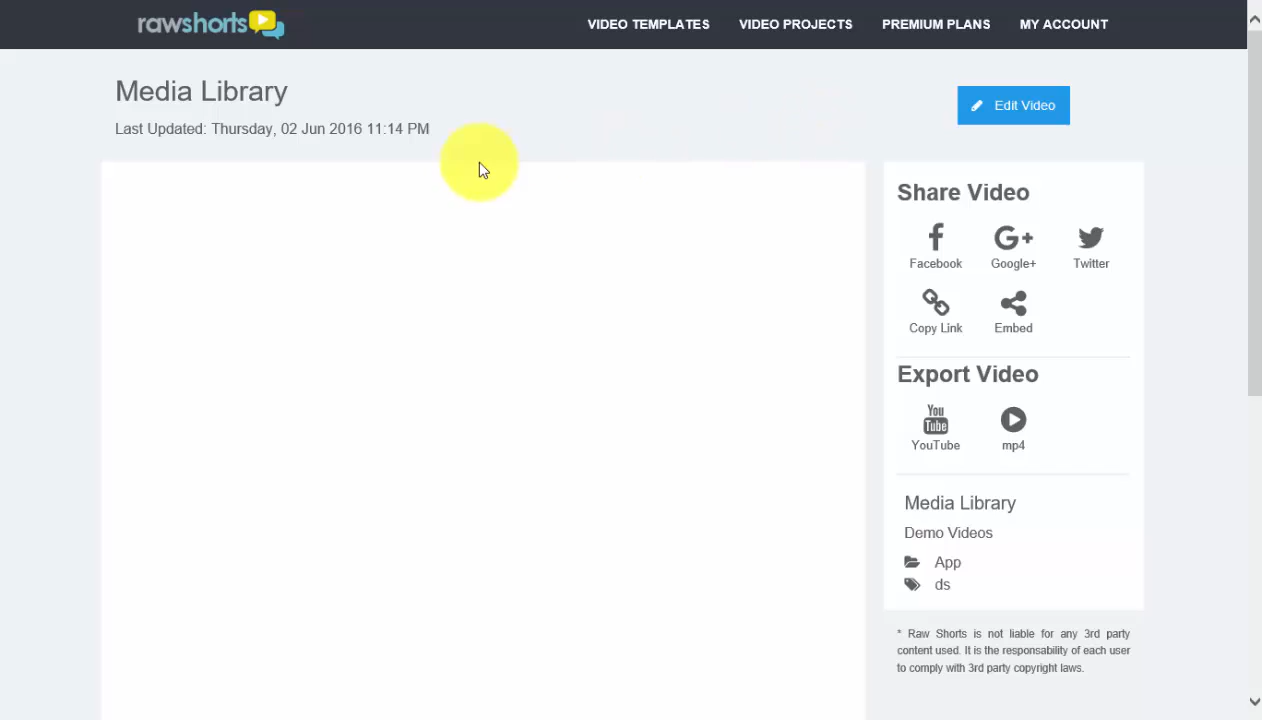 rawshorts
VIDEO TEMPLATES VIDEO PROJECTS PREMIUM PLANS MY ACCOUNT
Media Library
Last Updated: Thursday, 02 Jun 2016 11:14 PM
Edit Video
Share Video
Facebook Google+ Twitter
Copy Link Embed
Export Video
You
Tube
YouTube mp4
Media Library
Demo Videos
App
ds
* Raw Shorts is not liable for any 3rd party
content used. It is the responsability of each user
to comply with 3rd party copyright laws.